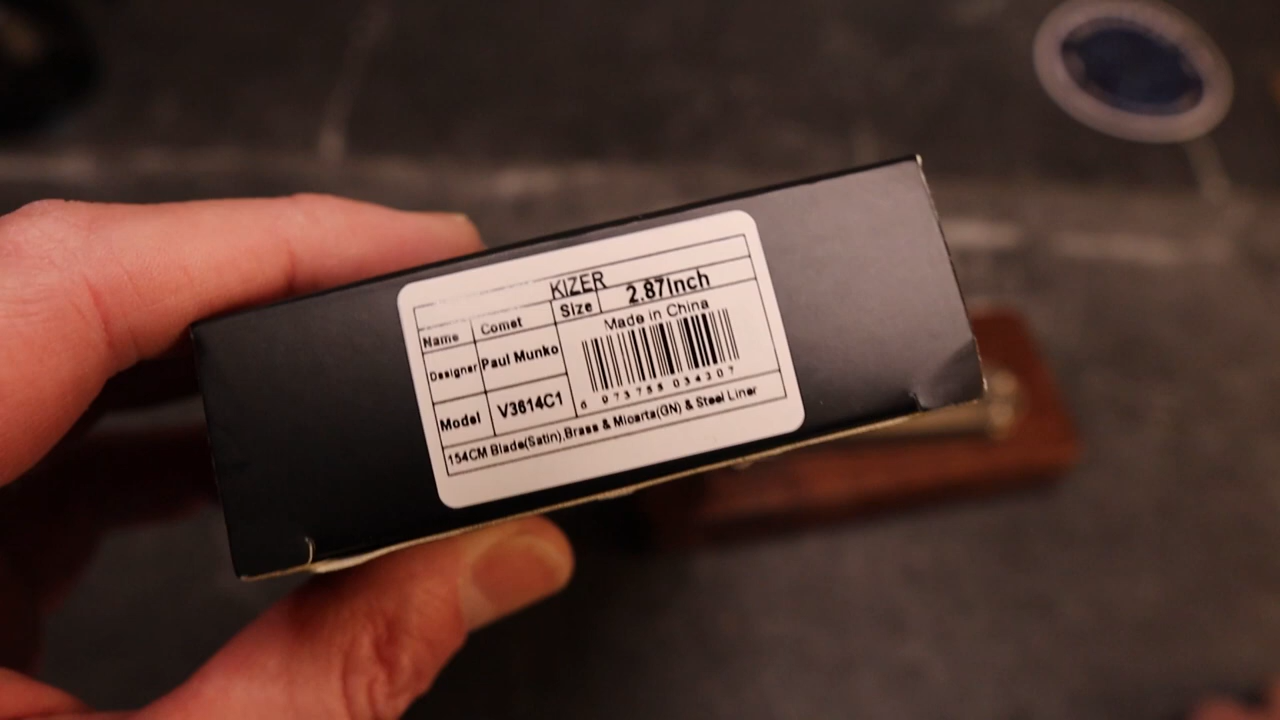 KIZER
Name Comet Size 2.87Inch
Designer Paul Munko Made in China
Model V3614C1 6 973755 034307
154CM Blade(Satin),Brass & Micarta(GN) & Steel Liner